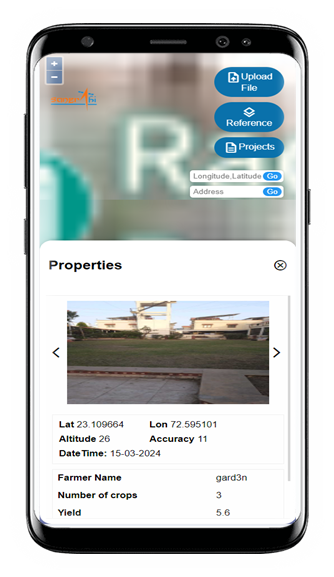 +
−
Upload
File
Reference
Projects
Longitude,Latitude Go
Address Go
Ra
Properties
Lat 23.109664 Lon 72.595101
Altitude 26 Accuracy 11
DateTime: 15-03-2024
Farmer Name gard3n
Number of crops 3
Yield 5.6